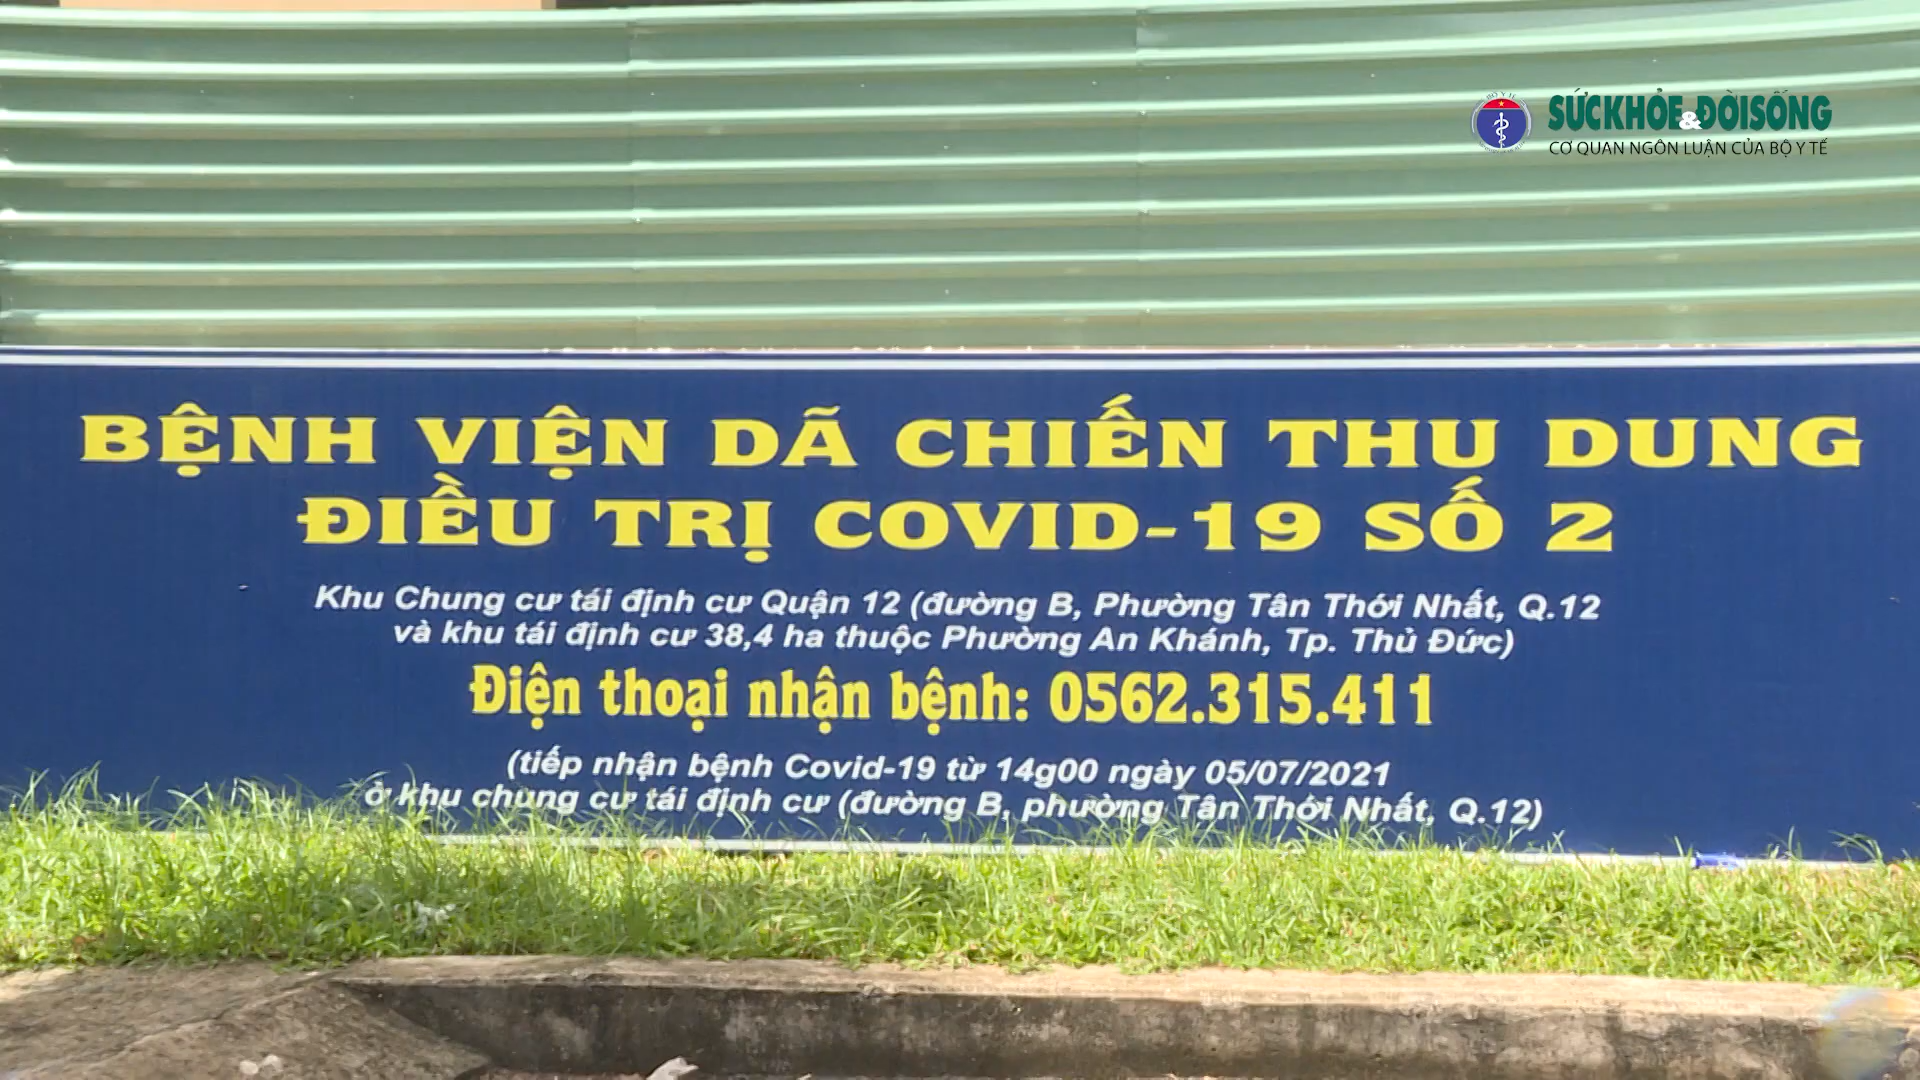 BỘ Y TẾ
SỨCKHỎE&ĐỜISỐNG
CƠ QUAN NGÔN LUẬN CỦA BỘ Y TẾ
BỆNH VIỆN DÃ CHIẾN THU DUNG
ĐIỀU TRỊ COVID-19 SỐ 2
Khu Chung cư tái định cư Quận 12 (đường B, Phường Tân Thới Nhất, Q.12
và khu tái định cư 38,4 ha thuộc Phường An Khánh, Tp. Thủ Đức)
Điện thoại nhận bệnh: 0562.315.411
(tiếp nhận bệnh Covid-19 từ 14g00 ngày 05/07/2021
ở khu chung cư tái định cư (đường B, phường Tân Thới Nhất, Q.12)